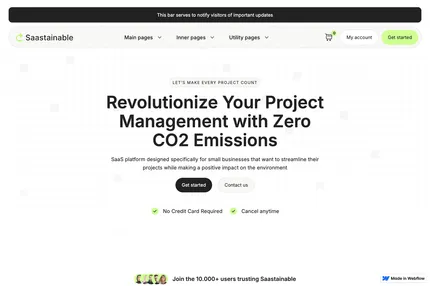 This bar serves to notify visitors of important updates
Saastainable
Main pages
Inner pages
Utility pages
My account
Get started
LET'S MAKE EVERY PROJECT COUNT
Revolutionize Your Project
Management with Zero
CO2 Emissions
SaaS platform designed specifically for small businesses that want to streamline their
projects while making a positive impact on the environment
Get started
Contact us
No Credit Card Required
Cancel anytime
Join the 10.000+ users trusting Saastainable
Made in Webflow